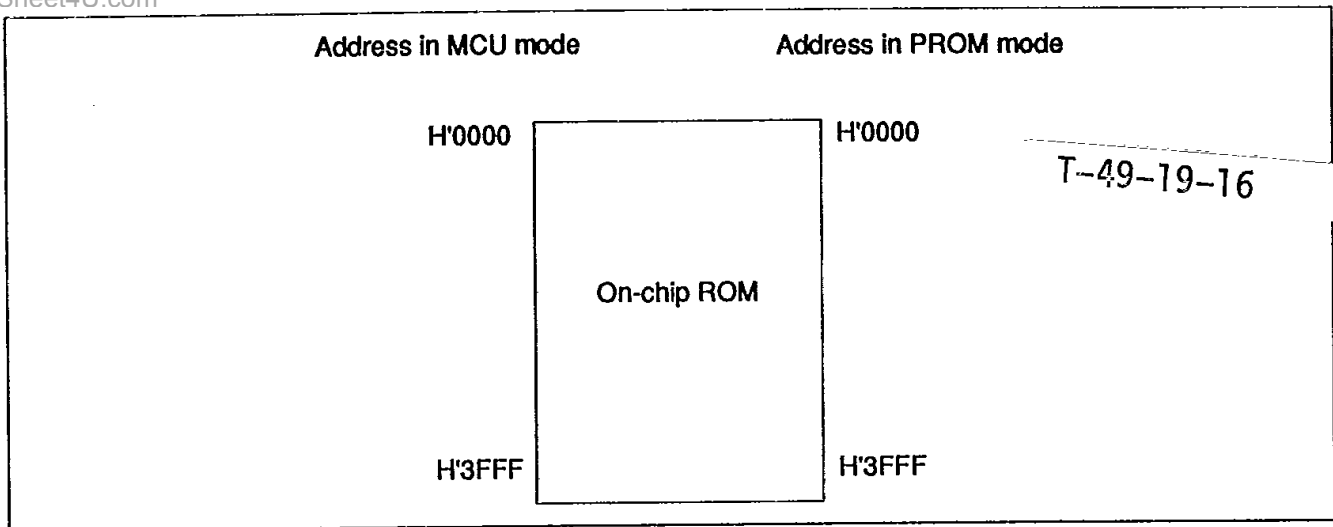 Sheet4U.com
Address in MCU mode Address in PROM mode
H'0000 H'0000
T-49-19-16
On-chip ROM
H'3FFF H'3FFF